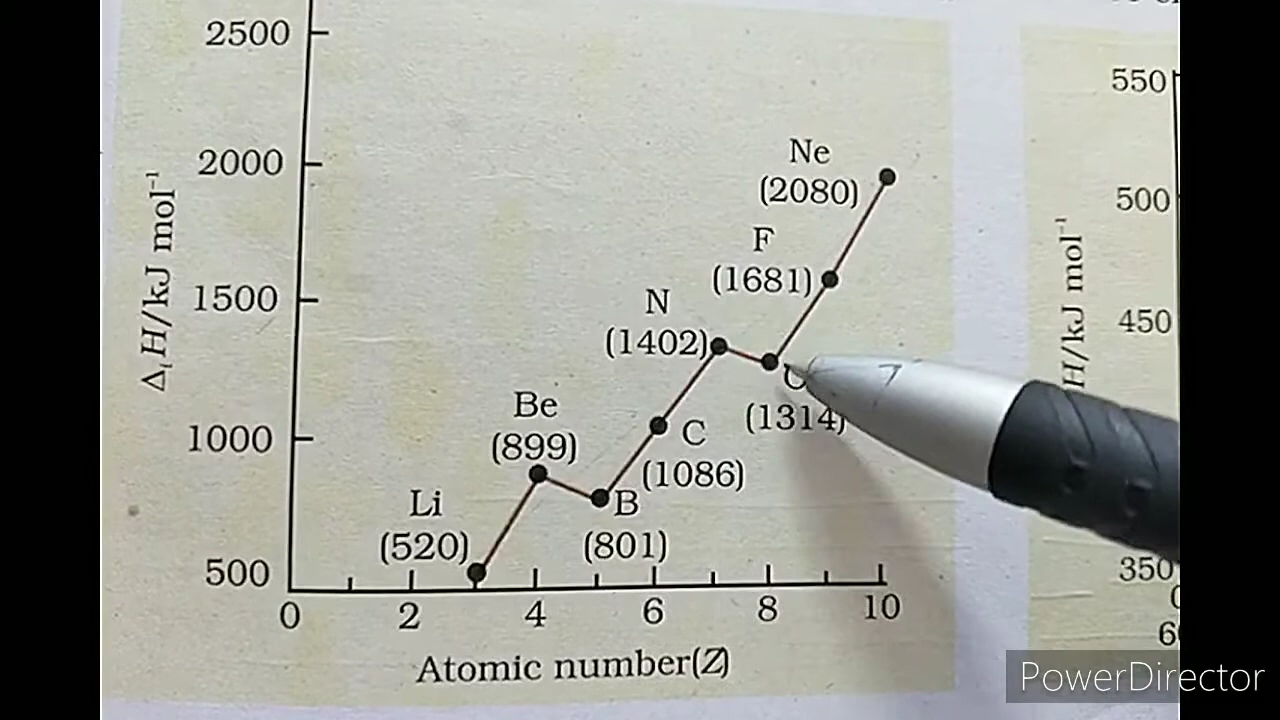 2500
2000
1500
1000
500
ΔᵢH/kJ mol⁻¹
Ne
(2080)
F
(1681)
N
(1402)
(1314)
C
(1086)
Be
(899)
B
(801)
Li
(520)
0 2 4 6 8 10
Atomic number(Z)
550
500
450
350
H/kJ mol⁻¹
PowerDirector